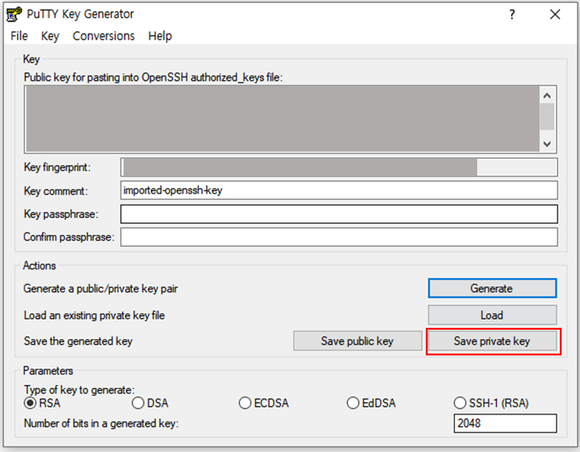 PuTTY Key Generator
?
File Key Conversions Help
Key
Public key for pasting into OpenSSH authorized_keys file:
Key fingerprint:
Key comment: imported-openssh-key
Key passphrase:
Confirm passphrase:
Actions
Generate a public/private key pair Generate
Load an existing private key file Load
Save the generated key Save public key Save private key
Parameters
Type of key to generate:
RSA DSA ECDSA EdDSA SSH-1 (RSA)
Number of bits in a generated key: 2048